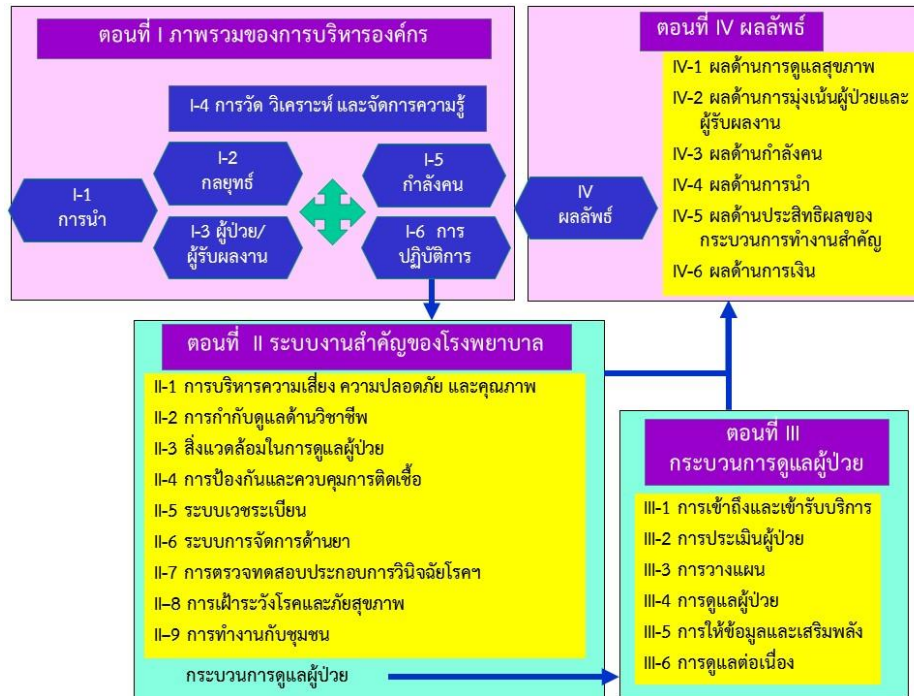 ตอนที่ I ภาพรวมของการบริหารองค์กร
I-4 การวัด วิเคราะห์ และจัดการความรู้
I-1
การนำ
I-2
กลยุทธ์
I-3 ผู้ป่วย/
ผู้รับผลงาน
I-5
กำลังคน
I-6 การ
ปฏิบัติการ
ตอนที่ IV ผลลัพธ์
IV
ผลลัพธ์
IV-1 ผลด้านการดูแลสุขภาพ
IV-2 ผลด้านการมุ่งเน้นผู้ป่วยและ
ผู้รับผลงาน
IV-3 ผลด้านกำลังคน
IV-4 ผลด้านการนำ
IV-5 ผลด้านประสิทธิผลของ
กระบวนการทำงานสำคัญ
IV-6 ผลด้านการเงิน
ตอนที่ II ระบบงานสำคัญของโรงพยาบาล
II-1 การบริหารความเสี่ยง ความปลอดภัย และคุณภาพ
II-2 การกำกับดูแลด้านวิชาชีพ
II-3 สิ่งแวดล้อมในการดูแลผู้ป่วย
II-4 การป้องกันและควบคุมการติดเชื้อ
II-5 ระบบเวชระเบียน
II-6 ระบบการจัดการด้านยา
II-7 การตรวจทดสอบประกอบการวินิจฉัยโรคฯ
II–8 การเฝ้าระวังโรคและภัยสุขภาพ
II–9 การทำงานกับชุมชน
กระบวนการดูแลผู้ป่วย
ตอนที่ III
กระบวนการดูแลผู้ป่วย
III-1 การเข้าถึงและเข้ารับบริการ
III-2 การประเมินผู้ป่วย
III-3 การวางแผน
III-4 การดูแลผู้ป่วย
III-5 การให้ข้อมูลและเสริมพลัง
III-6 การดูแลต่อเนื่อง